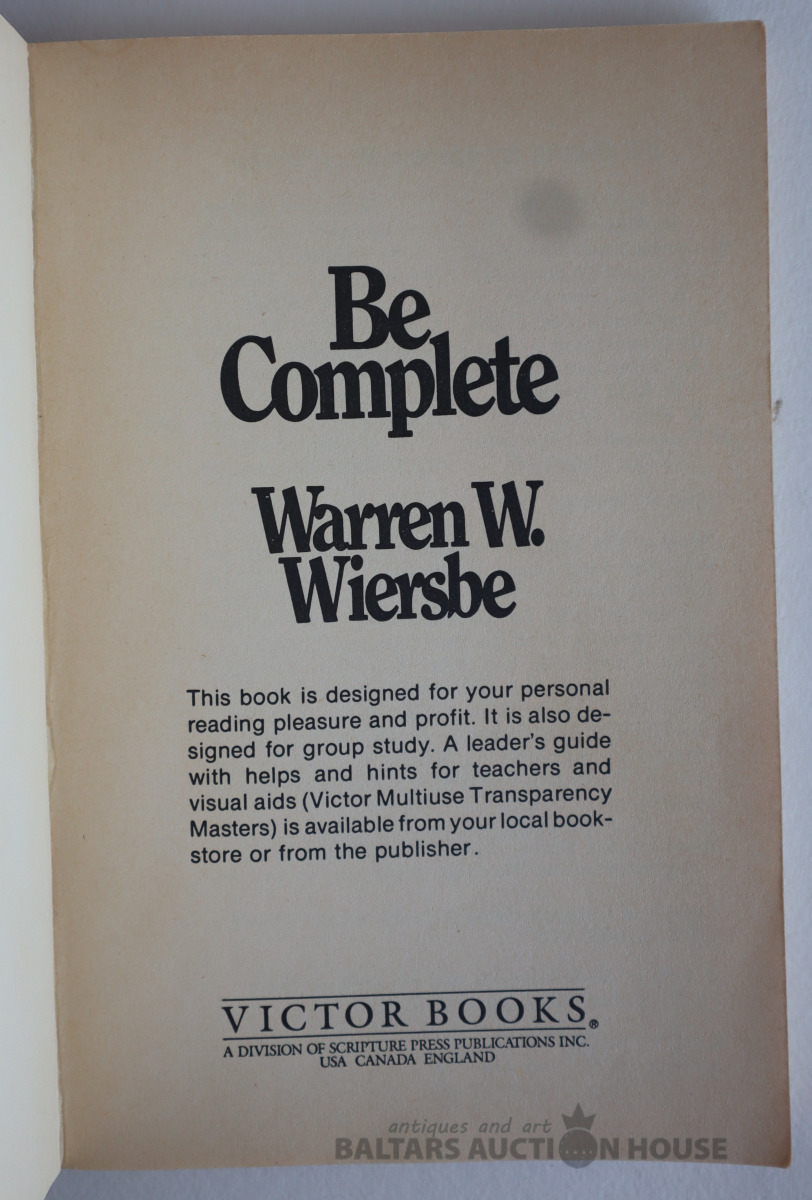 Be
Complete
Warren W.
Wiersbe
This book is designed for your personal
reading pleasure and profit. It is also de-
signed for group study. A leader's guide
with helps and hints for teachers and
visual aids (Victor Multiuse Transparency
Masters) is available from your local book-
store or from the publisher.
VICTOR BOOKS®
A DIVISION OF SCRIPTURE PRESS PUBLICATIONS INC.
USA CANADA ENGLAND
antiques and art
BALTARS AUCTION HOUSE